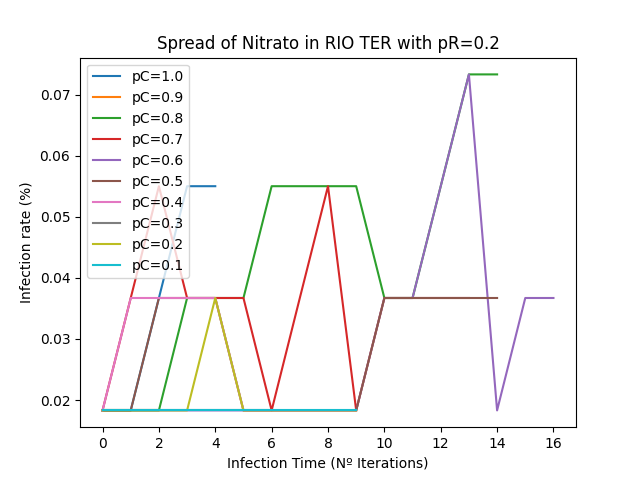 Spread of Nitrato in RIO TER with pR=0.2
pC=1.0
pC=0.9
pC=0.8
pC=0.7
pC=0.6
pC=0.5
pC=0.4
pC=0.3
pC=0.2
pC=0.1
Infection rate (%)
0.07
0.06
0.05
0.04
0.03
0.02
0 2 4 6 8 10 12 14 16
Infection Time (Nº Iterations)